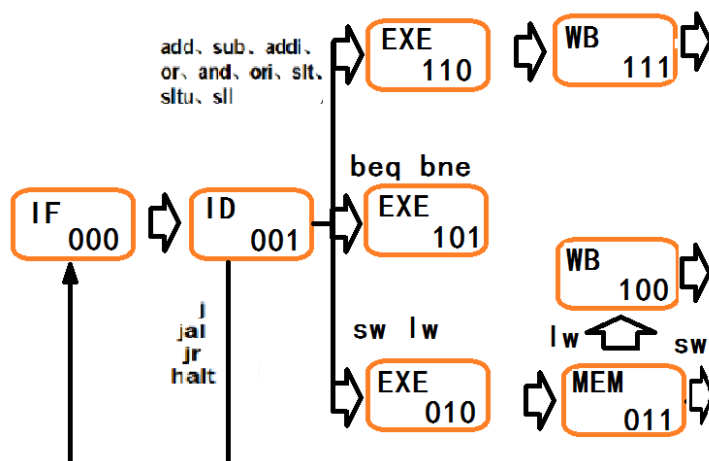 add、sub、addi、
or、and、ori、slt、
sltu、sll
EXE
110
WB
111
beq bne
IF
000
ID
001
EXE
101
WB
100
j
jal
jr
halt
sw lw
lw
sw
EXE
010
MEM
011